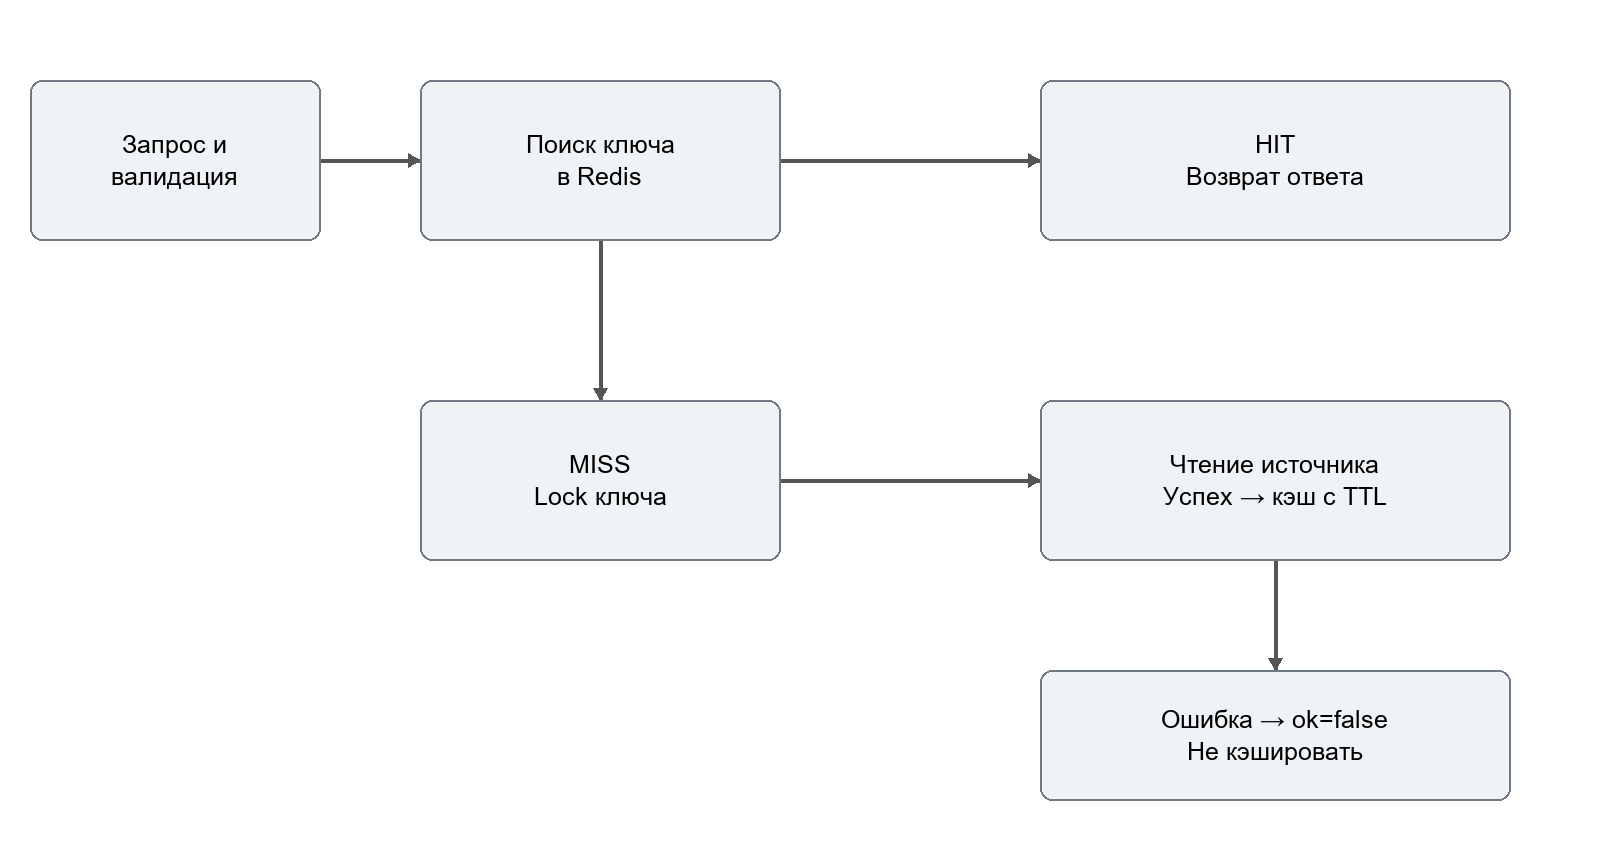 Запрос и
валидация
Поиск ключа
в Redis
HIT
Возврат ответа
MISS
Lock ключа
Чтение источника
Успех → кэш с TTL
Ошибка → ok=false
Не кэшировать